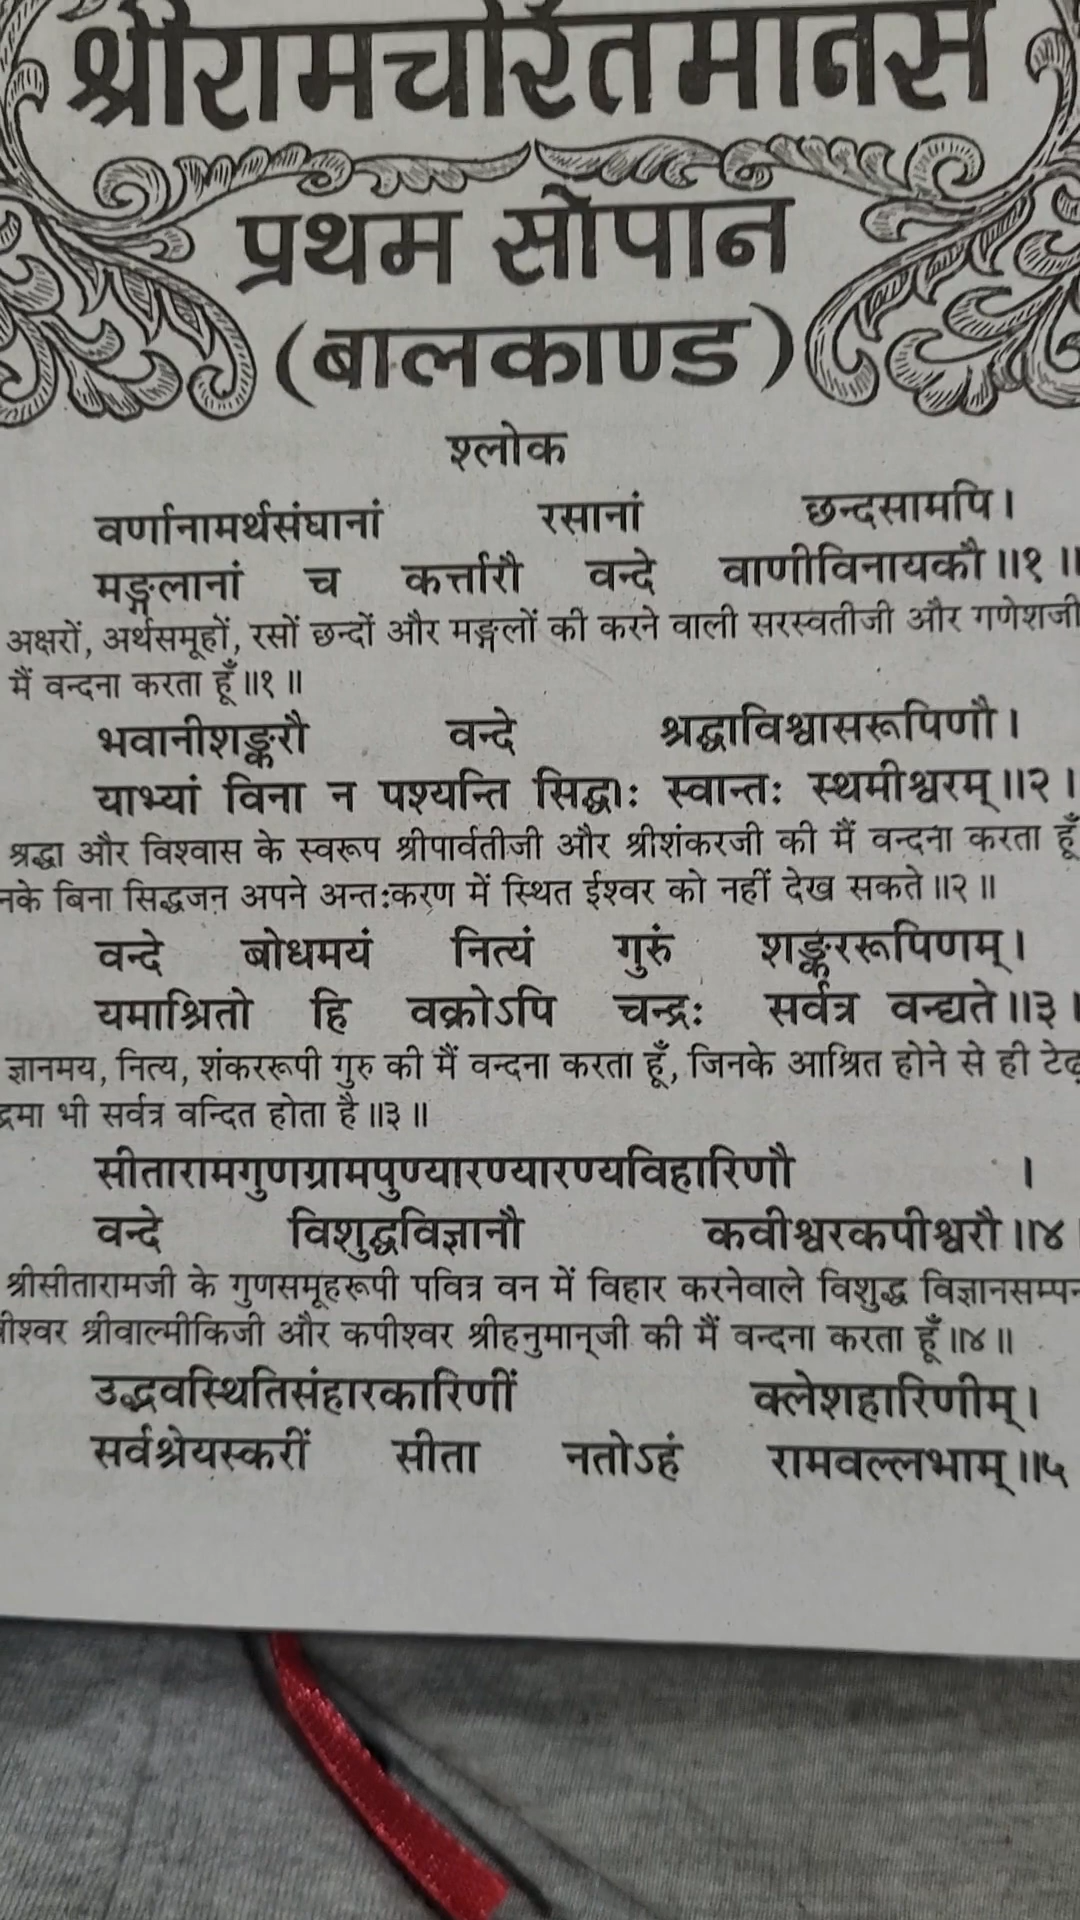 श्रीरामचरितमानस
प्रथम सोपान
(बालकाण्ड)
श्लोक
वर्णानामर्थसंघानां रसानां छन्दसामपि।
मङ्गलानां च कर्त्तारौ वन्दे वाणीविनायकौ॥१॥
अक्षरों, अर्थसमूहों, रसों छन्दों और मङ्गलों की करने वाली सरस्वतीजी और गणेशजी
मैं वन्दना करता हूँ॥१॥
भवानीशङ्करौ वन्दे श्रद्धाविश्वासरूपिणौ।
याभ्यां विना न पश्यन्ति सिद्धाः स्वान्तः स्थमीश्वरम्॥२।
श्रद्धा और विश्वास के स्वरूप श्रीपार्वतीजी और श्रीशंकरजी की मैं वन्दना करता हूँ
नके बिना सिद्धजन अपने अन्तःकरण में स्थित ईश्वर को नहीं देख सकते॥२॥
वन्दे बोधमयं नित्यं गुरुं शङ्कररूपिणम्।
यमाश्रितो हि वक्रोऽपि चन्द्रः सर्वत्र वन्द्यते॥३।
ज्ञानमय, नित्य, शंकररूपी गुरु की मैं वन्दना करता हूँ, जिनके आश्रित होने से ही टेढ़
द्रमा भी सर्वत्र वन्दित होता है॥३॥
सीतारामगुणग्रामपुण्यारण्यारण्यविहारिणौ ।
वन्दे विशुद्धविज्ञानौ कवीश्वरकपीश्वरौ॥४
श्रीसीतारामजी के गुणसमूहरूपी पवित्र वन में विहार करनेवाले विशुद्ध विज्ञानसम्पन
ीश्वर श्रीवाल्मीकिजी और कपीश्वर श्रीहनुमान्जी की मैं वन्दना करता हूँ॥४॥
उद्भवस्थितिसंहारकारिणीं क्लेशहारिणीम्।
सर्वश्रेयस्करीं सीता नतोऽहं रामवल्लभाम्॥५